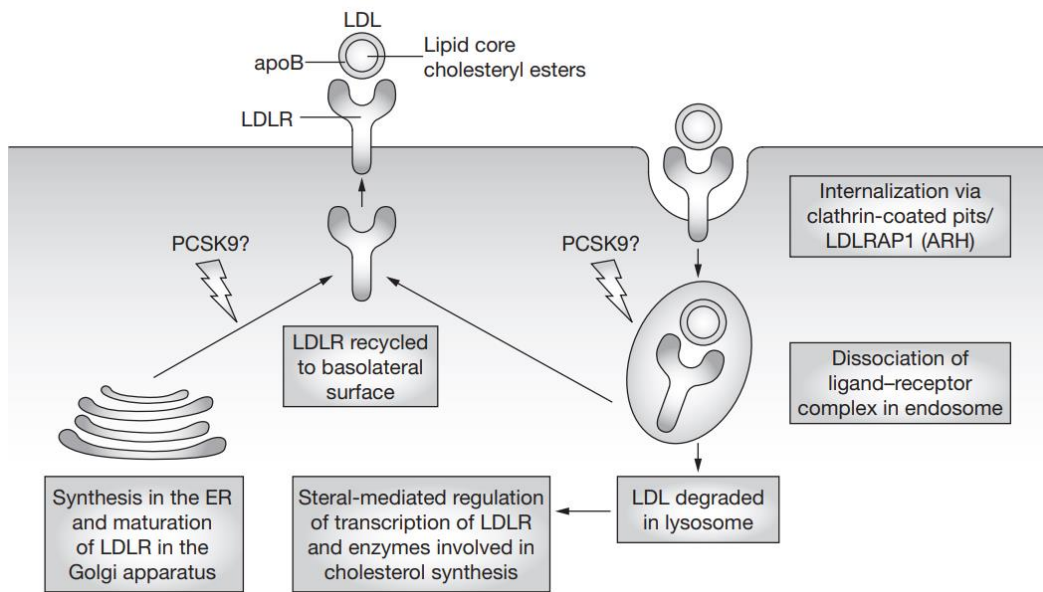 LDL
apoB
Lipid core
cholesteryl esters
LDLR
Internalization via
clathrin-coated pits/
LDLRAP1 (ARH)
PCSK9?
PCSK9?
LDLR recycled
to basolateral
surface
Dissociation of
ligand–receptor
complex in endosome
Synthesis in the ER
and maturation
of LDLR in the
Golgi apparatus
Steral-mediated regulation
of transcription of LDLR
and enzymes involved in
cholesterol synthesis
LDL degraded
in lysosome